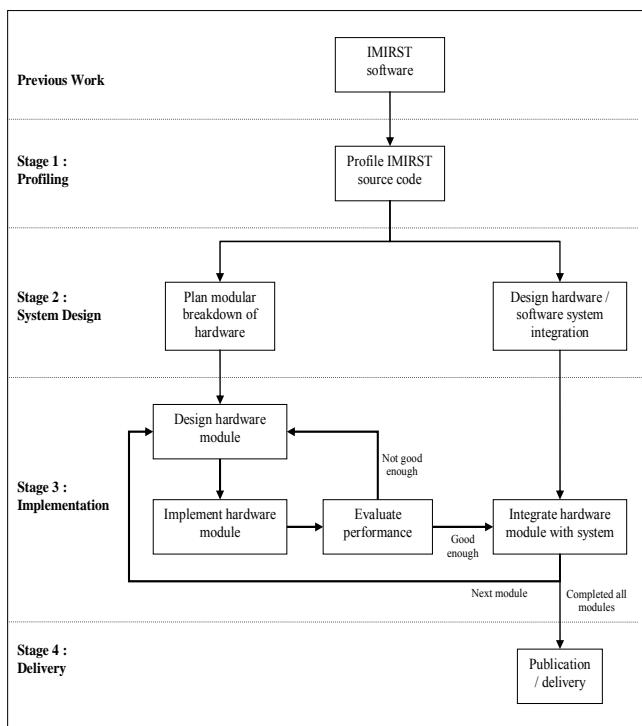 IMIRST
software
Previous Work
Stage 1 :
Profiling
Profile IMIRST
source code
Stage 2 :
System Design
Plan modular
breakdown of
hardware
Design hardware /
software system
integration
Design hardware
module
Not good
enough
Stage 3 :
Implementation
Implement hardware
module
Evaluate
performance
Good
enough
Integrate hardware
module with system
Next module
Completed all
modules
Stage 4 :
Delivery
Publication
/ delivery